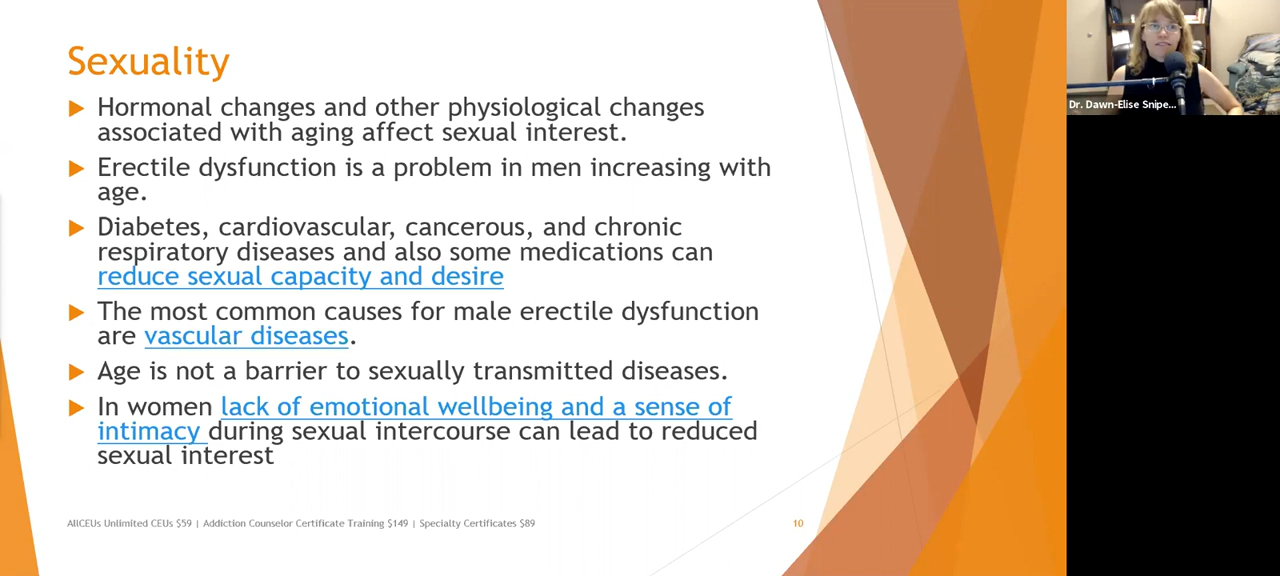 Sexuality
Hormonal changes and other physiological changes
associated with aging affect sexual interest.
Erectile dysfunction is a problem in men increasing with
age.
Diabetes, cardiovascular, cancerous, and chronic
respiratory diseases and also some medications can
reduce sexual capacity and desire
The most common causes for male erectile dysfunction
are vascular diseases.
Age is not a barrier to sexually transmitted diseases.
In women lack of emotional wellbeing and a sense of
intimacy during sexual intercourse can lead to reduced
sexual interest
AllCEUs Unlimited CEUs $59 | Addiction Counselor Certificate Training $149 | Specialty Certificates $89
10
Dr. Dawn-Elise Snipe...